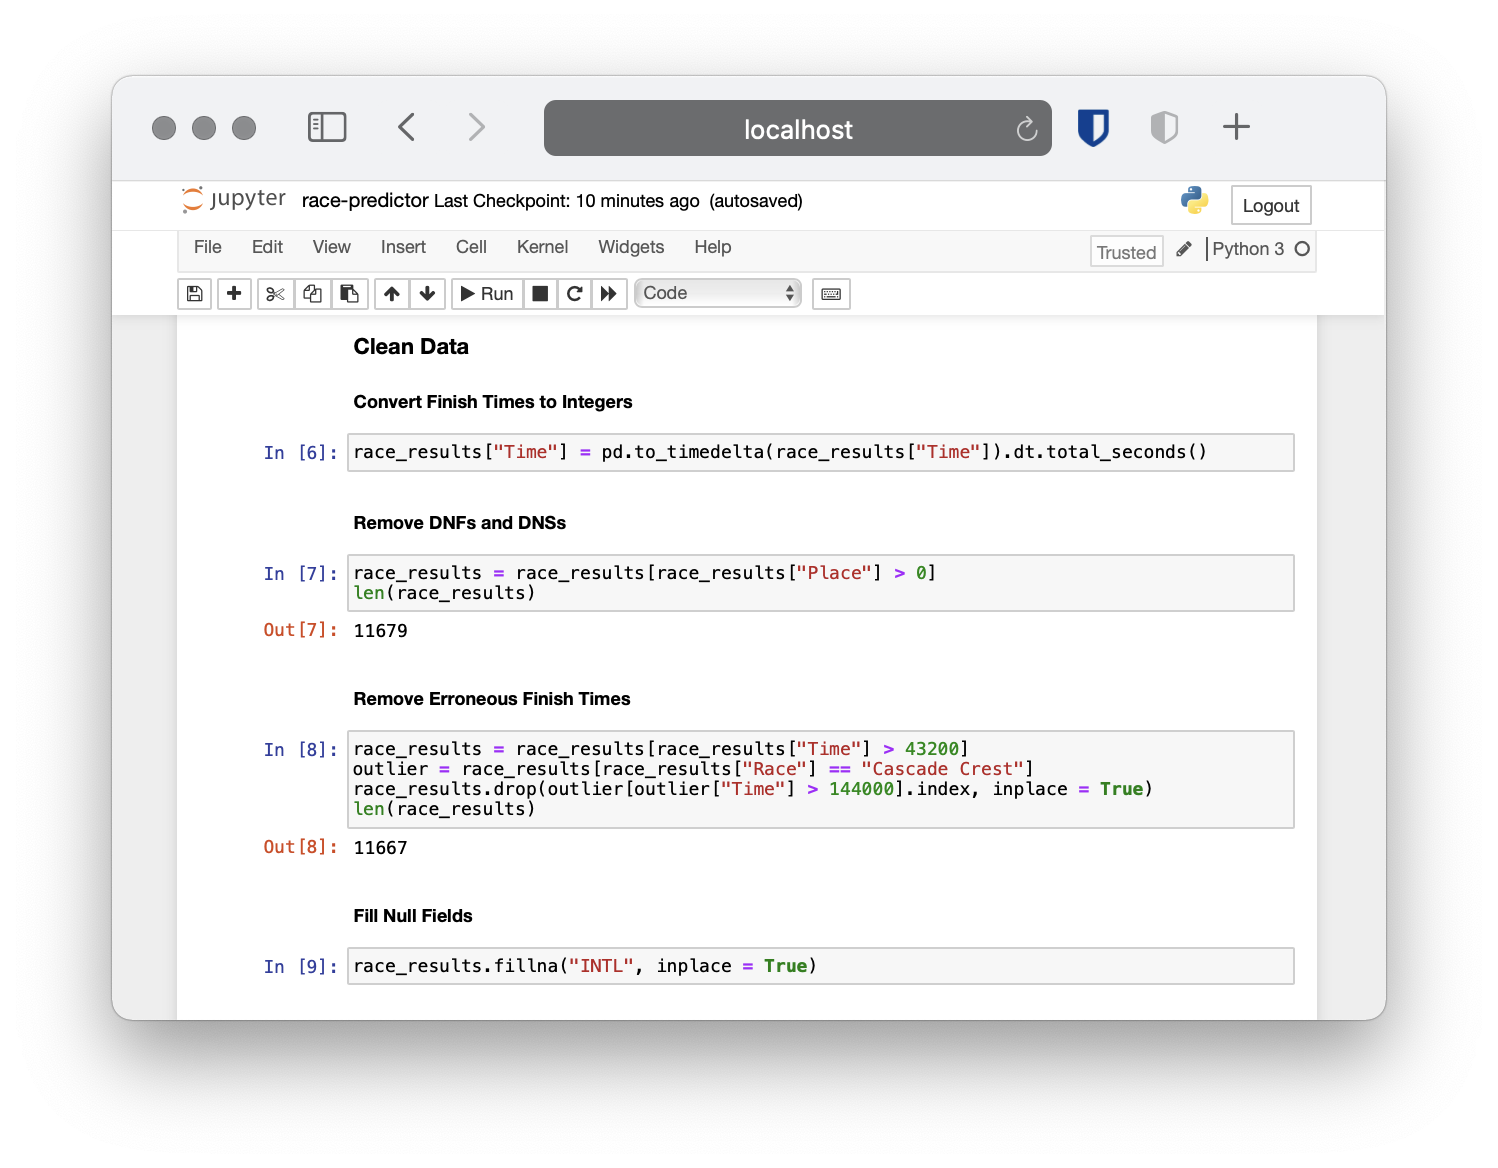 localhost
jupyter race-predictor Last Checkpoint: 10 minutes ago (autosaved)
Logout
File Edit View Insert Cell Kernel Widgets Help
Trusted Python 3
Run Code
Clean Data
Convert Finish Times to Integers
In [6]: race_results["Time"] = pd.to_timedelta(race_results["Time"]).dt.total_seconds()
Remove DNFs and DNSs
In [7]: race_results = race_results[race_results["Place"] > 0]
len(race_results)
Out[7]: 11679
Remove Erroneous Finish Times
In [8]: race_results = race_results[race_results["Time"] > 43200]
outlier = race_results[race_results["Race"] == "Cascade Crest"]
race_results.drop(outlier[outlier["Time"] > 144000].index, inplace = True)
len(race_results)
Out[8]: 11667
Fill Null Fields
In [9]: race_results.fillna("INTL", inplace = True)